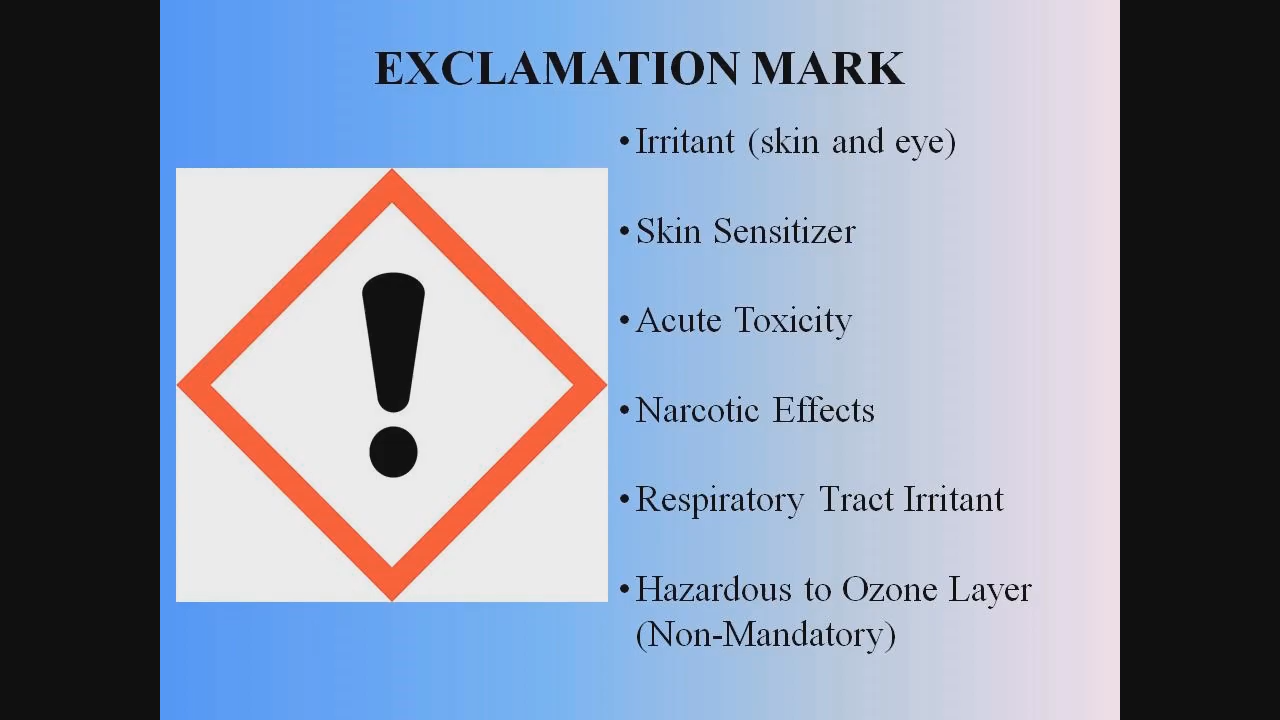 EXCLAMATION MARK
• Irritant (skin and eye)
• Skin Sensitizer
• Acute Toxicity
• Narcotic Effects
• Respiratory Tract Irritant
• Hazardous to Ozone Layer
(Non-Mandatory)